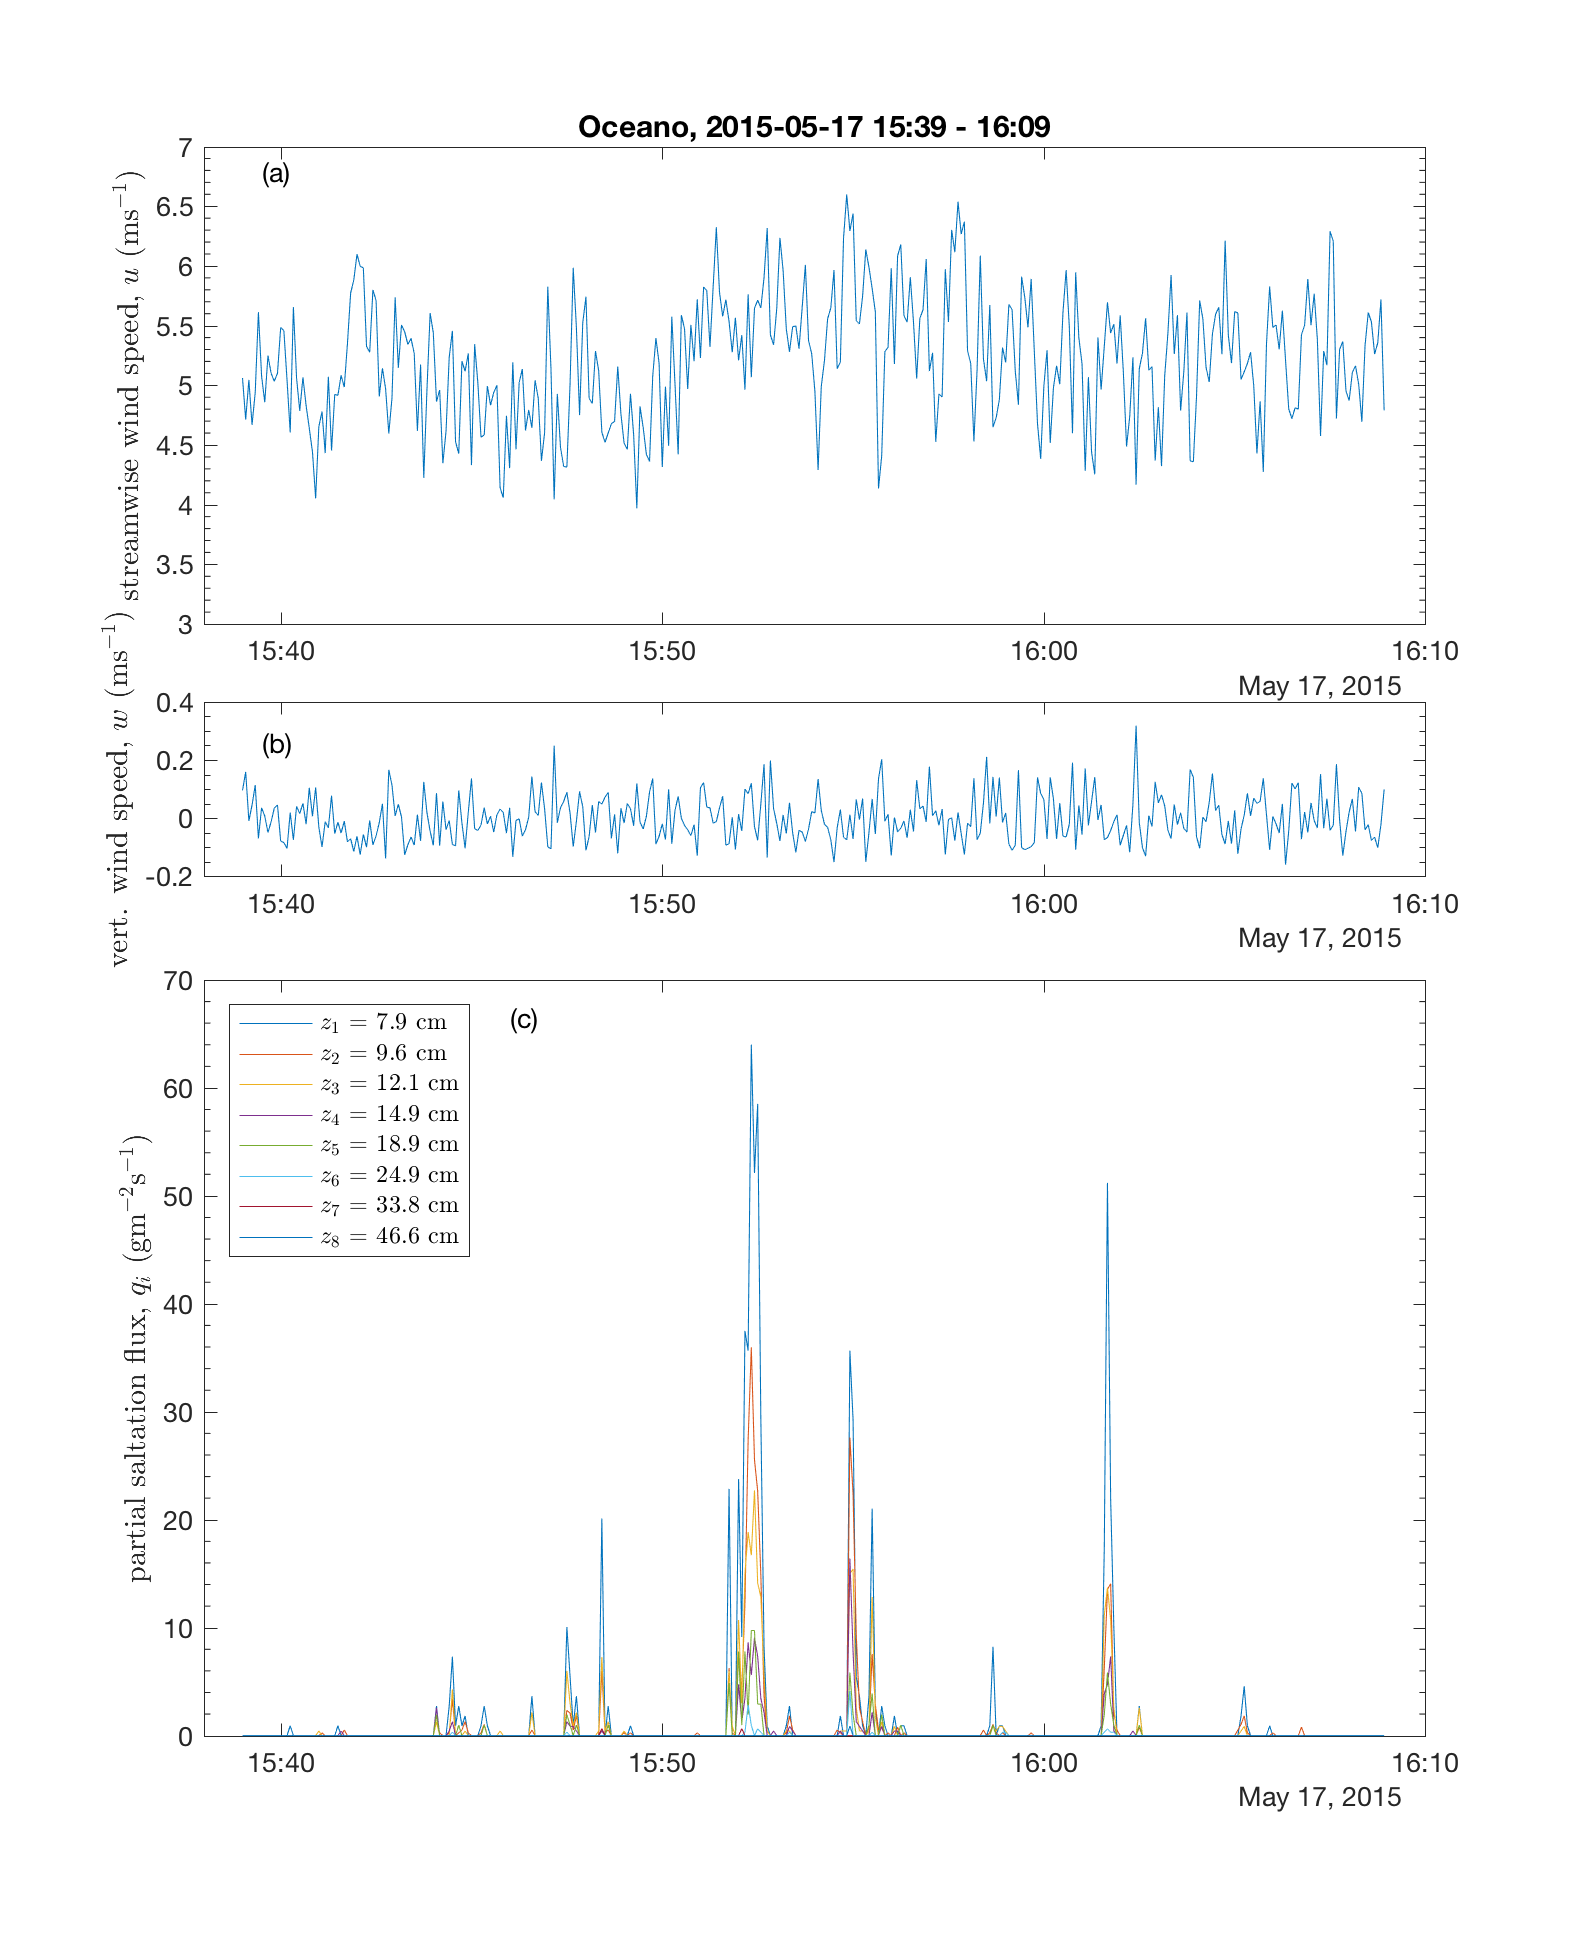 Oceano, 2015-05-17 15:39 - 16:09
(a)
streamwise wind speed, u (ms⁻¹)
7
6.5
6
5.5
5
4.5
4
3.5
3
15:40 15:50 16:00 16:10
May 17, 2015
(b)
vert. wind speed, w (ms⁻¹)
0.4
0.2
0
-0.2
15:40 15:50 16:00 16:10
May 17, 2015
(c)
partial saltation flux, qᵢ (gm⁻²s⁻¹)
70
60
50
40
30
20
10
0
z₁ = 7.9 cm
z₂ = 9.6 cm
z₃ = 12.1 cm
z₄ = 14.9 cm
z₅ = 18.9 cm
z₆ = 24.9 cm
z₇ = 33.8 cm
z₈ = 46.6 cm
15:40 15:50 16:00 16:10
May 17, 2015